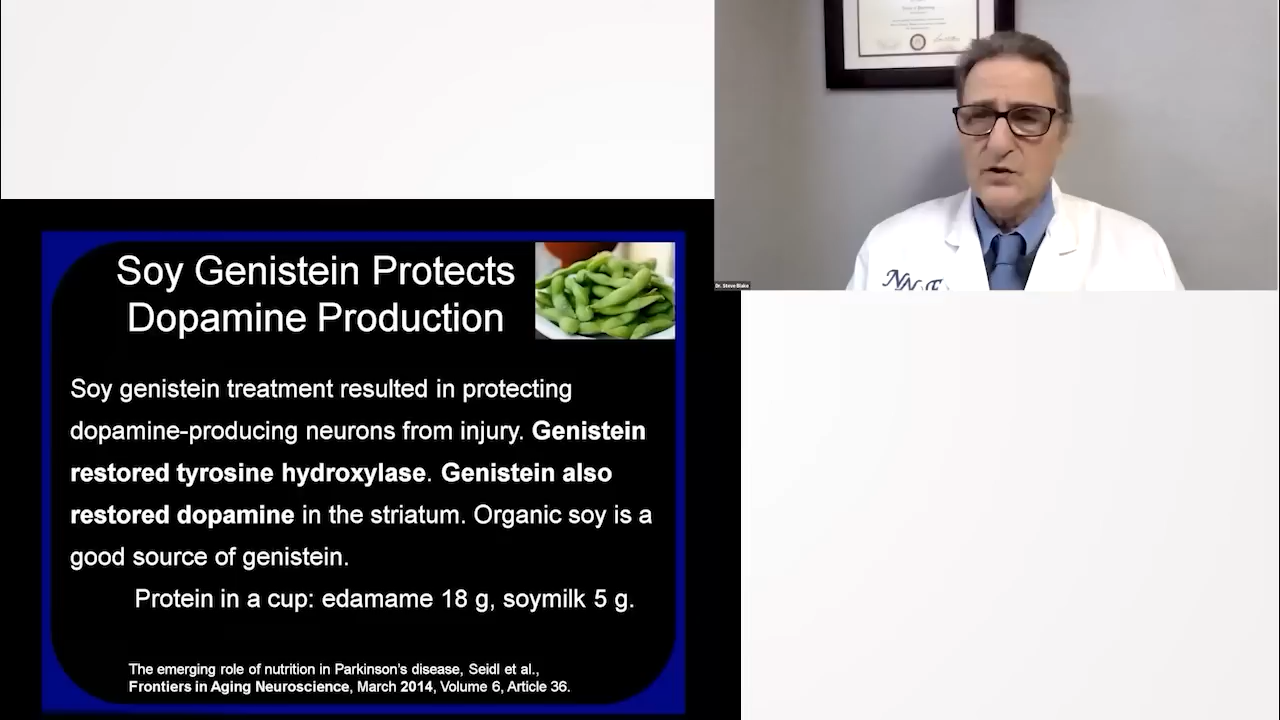 Soy Genistein Protects
Dopamine Production
Soy genistein treatment resulted in protecting
dopamine-producing neurons from injury. Genistein
restored tyrosine hydroxylase. Genistein also
restored dopamine in the striatum. Organic soy is a
good source of genistein.
Protein in a cup: edamame 18 g, soymilk 5 g.
The emerging role of nutrition in Parkinson's disease, Seidl et al.,
Frontiers in Aging Neuroscience, March 2014, Volume 6, Article 36.
Dr. Steve Blake